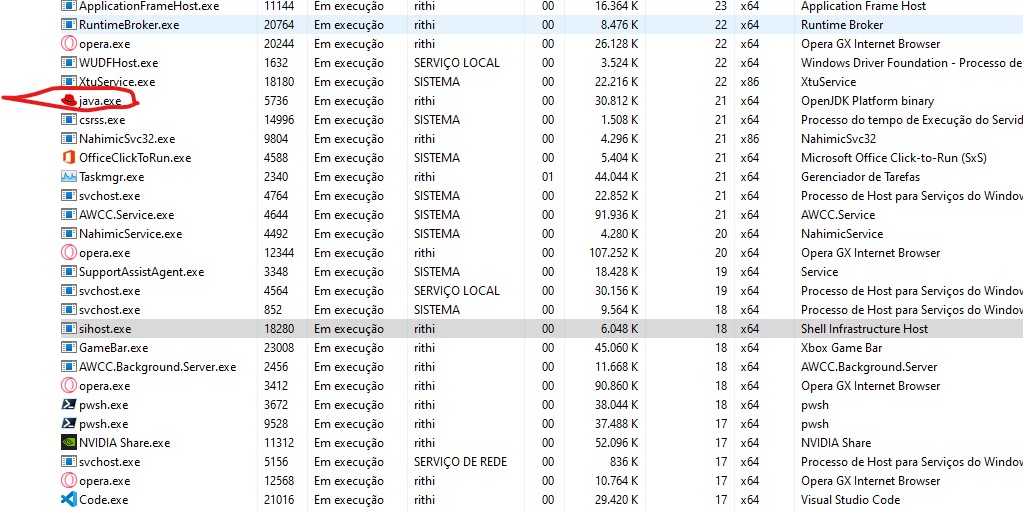 ApplicationFrameHost.exe 11144 Em execução rithi 00 16.364 K 23 x64 Application Frame Host
RuntimeBroker.exe 20764 Em execução rithi 00 8.476 K 22 x64 Runtime Broker
opera.exe 20244 Em execução rithi 00 26.128 K 22 x64 Opera GX Internet Browser
WUDFHost.exe 1632 Em execução SERVIÇO LOCAL 00 3.524 K 22 x64 Windows Driver Foundation - Processo de
XtuService.exe 18180 Em execução SISTEMA 00 22.216 K 22 x86 XtuService
java.exe 5736 Em execução rithi 00 30.812 K 21 x64 OpenJDK Platform binary
csrss.exe 14996 Em execução SISTEMA 00 1.508 K 21 x64 Processo do tempo de Execução do Servid
NahimicSvc32.exe 9804 Em execução rithi 00 4.296 K 21 x86 NahimicSvc32
OfficeClickToRun.exe 4588 Em execução SISTEMA 00 5.404 K 21 x64 Microsoft Office Click-to-Run (SxS)
Taskmgr.exe 2340 Em execução rithi 01 44.044 K 21 x64 Gerenciador de Tarefas
svchost.exe 4764 Em execução SISTEMA 00 22.852 K 21 x64 Processo de Host para Serviços do Window
AWCC.Service.exe 4644 Em execução SISTEMA 00 91.936 K 21 x64 AWCC.Service
NahimicService.exe 4492 Em execução SISTEMA 00 4.280 K 20 x64 NahimicService
opera.exe 12344 Em execução rithi 00 107.252 K 20 x64 Opera GX Internet Browser
SupportAssistAgent.exe 3348 Em execução SISTEMA 00 18.428 K 19 x64 Service
svchost.exe 4564 Em execução SERVIÇO LOCAL 00 30.156 K 19 x64 Processo de Host para Serviços do Window
svchost.exe 852 Em execução SISTEMA 00 9.564 K 18 x64 Processo de Host para Serviços do Window
sihost.exe 18280 Em execução rithi 00 6.048 K 18 x64 Shell Infrastructure Host
GameBar.exe 23008 Em execução rithi 00 45.060 K 18 x64 Xbox Game Bar
AWCC.Background.Server.exe 2456 Em execução rithi 00 11.668 K 18 x64 AWCC.Background.Server
opera.exe 3412 Em execução rithi 00 90.860 K 18 x64 Opera GX Internet Browser
pwsh.exe 3672 Em execução rithi 00 38.044 K 18 x64 pwsh
pwsh.exe 9528 Em execução rithi 00 37.488 K 17 x64 pwsh
NVIDIA Share.exe 11312 Em execução rithi 00 52.096 K 17 x64 NVIDIA Share
svchost.exe 5156 Em execução SERVIÇO DE REDE 00 836 K 17 x64 Processo de Host para Serviços do Window
opera.exe 12568 Em execução rithi 00 10.764 K 17 x64 Opera GX Internet Browser
Code.exe 21016 Em execução rithi 00 29.420 K 17 x64 Visual Studio Code